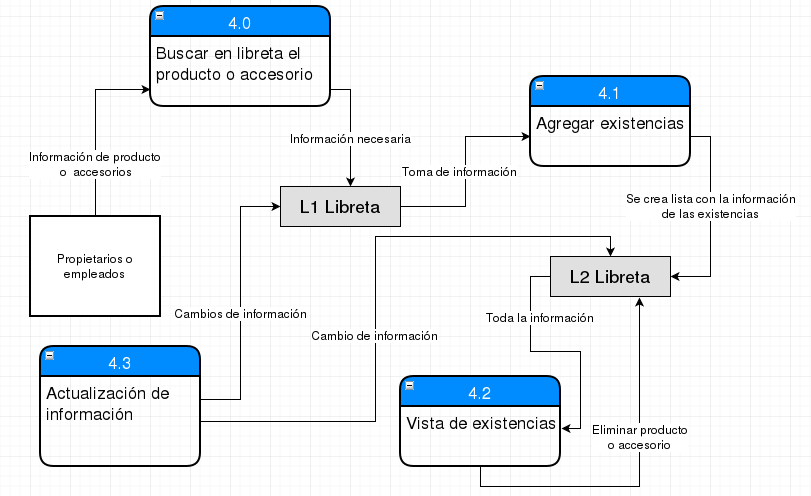 4.0
Buscar en libreta el
producto o accesorio
4.1
Agregar existencias
Información necesaria
Información de producto
o accesorios
Toma de información
L1 Libreta
Se crea lista con la información
de las existencias
Propietarios o
empleados
L2 Libreta
Cambios de información
Toda la información
Cambio de información
4.3
Actualización de
información
4.2
Vista de existencias
Eliminar producto
o accesorio